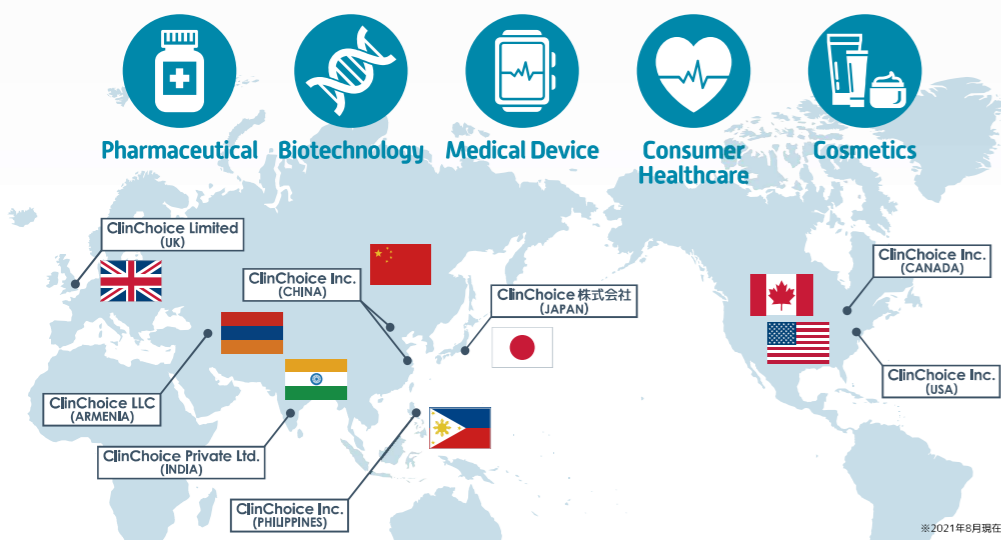 Pharmaceutical
Biotechnology
Medical Device
Consumer
Healthcare
Cosmetics
ClinChoice Limited
(UK)
ClinChoice Inc.
(CHINA)
ClinChoice 株式会社
(JAPAN)
ClinChoice Inc.
(CANADA)
ClinChoice Inc.
(USA)
ClinChoice LLC
(ARMENIA)
ClinChoice Private Ltd.
(INDIA)
ClinChoice Inc.
(PHILIPPINES)
※2021年8月現在